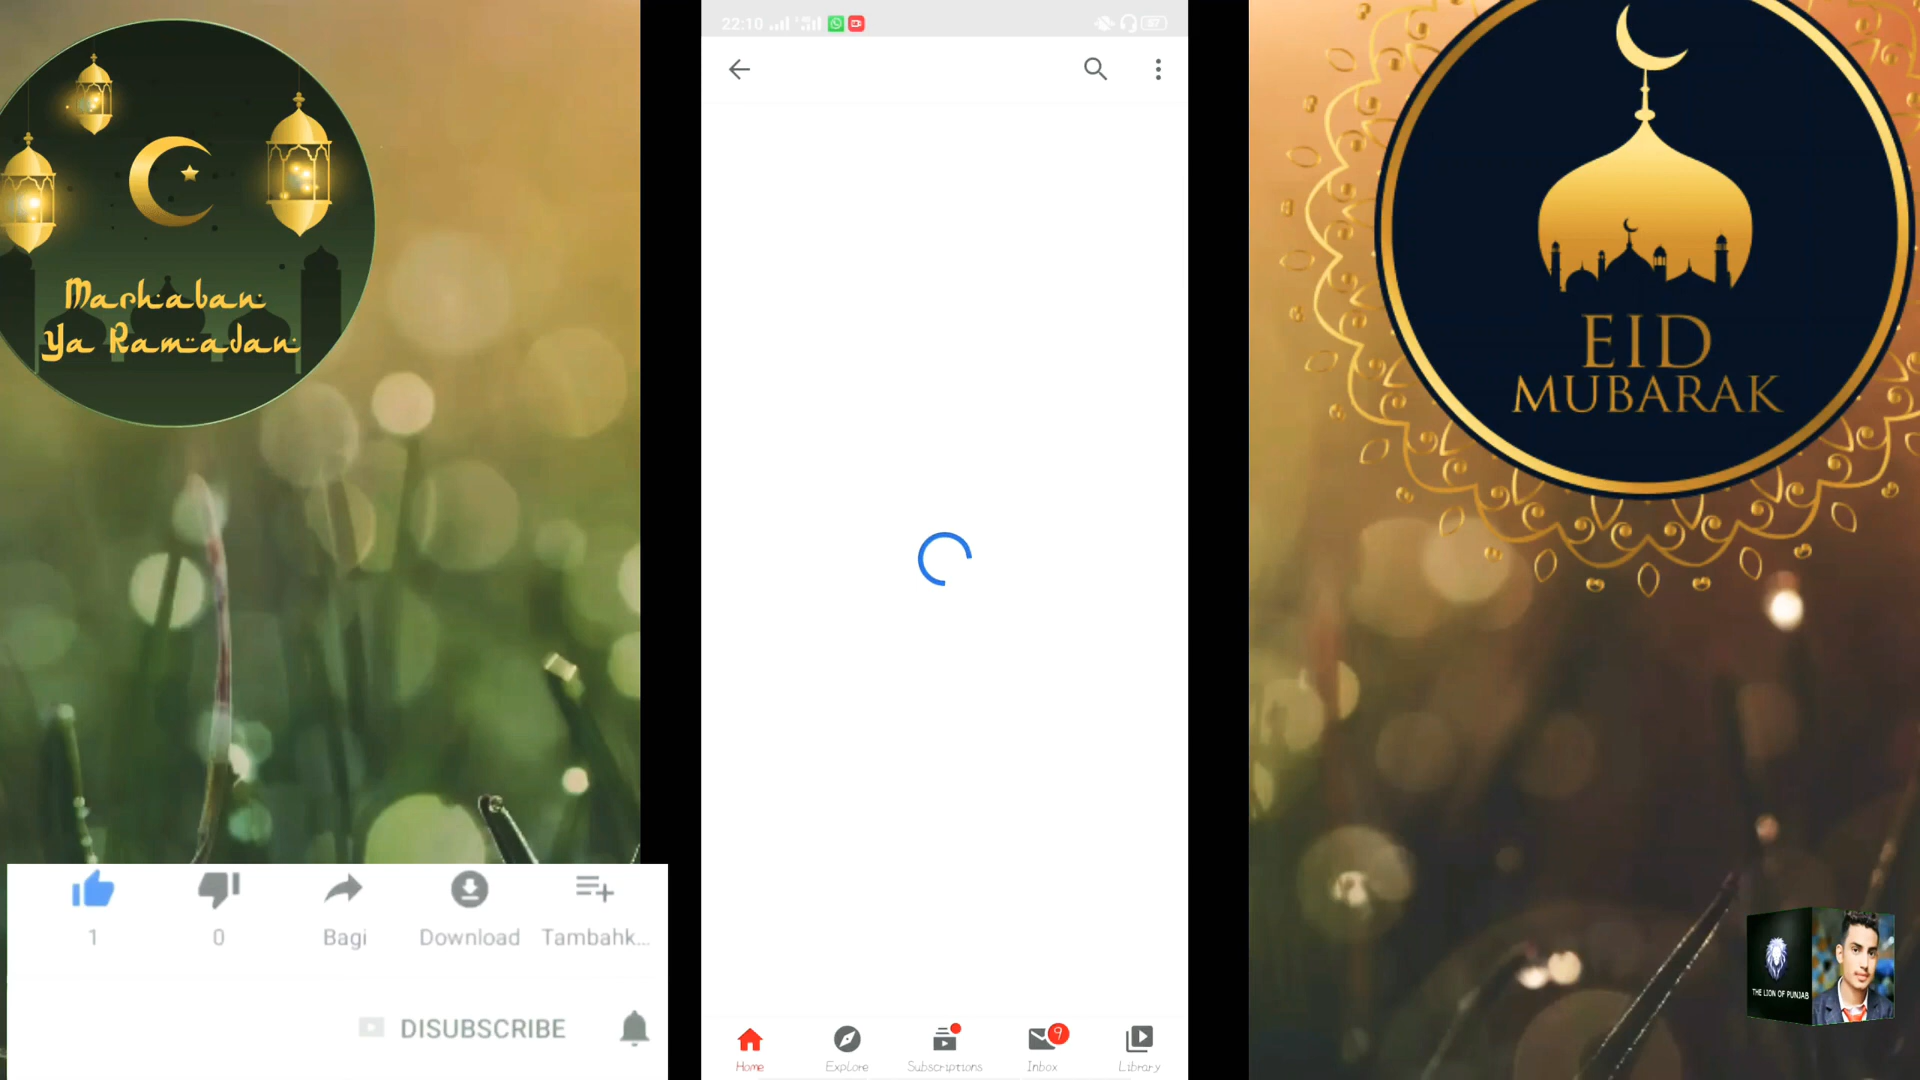 Marhaban
Ya Ramadan
1
0
Bagi
Download
Tambahk...
DISUBSCRIBE
22:10
57
Home
Explore
Subscriptions
9
Inbox
Library
EID
MUBARAK
THE LION OF PUNJAB